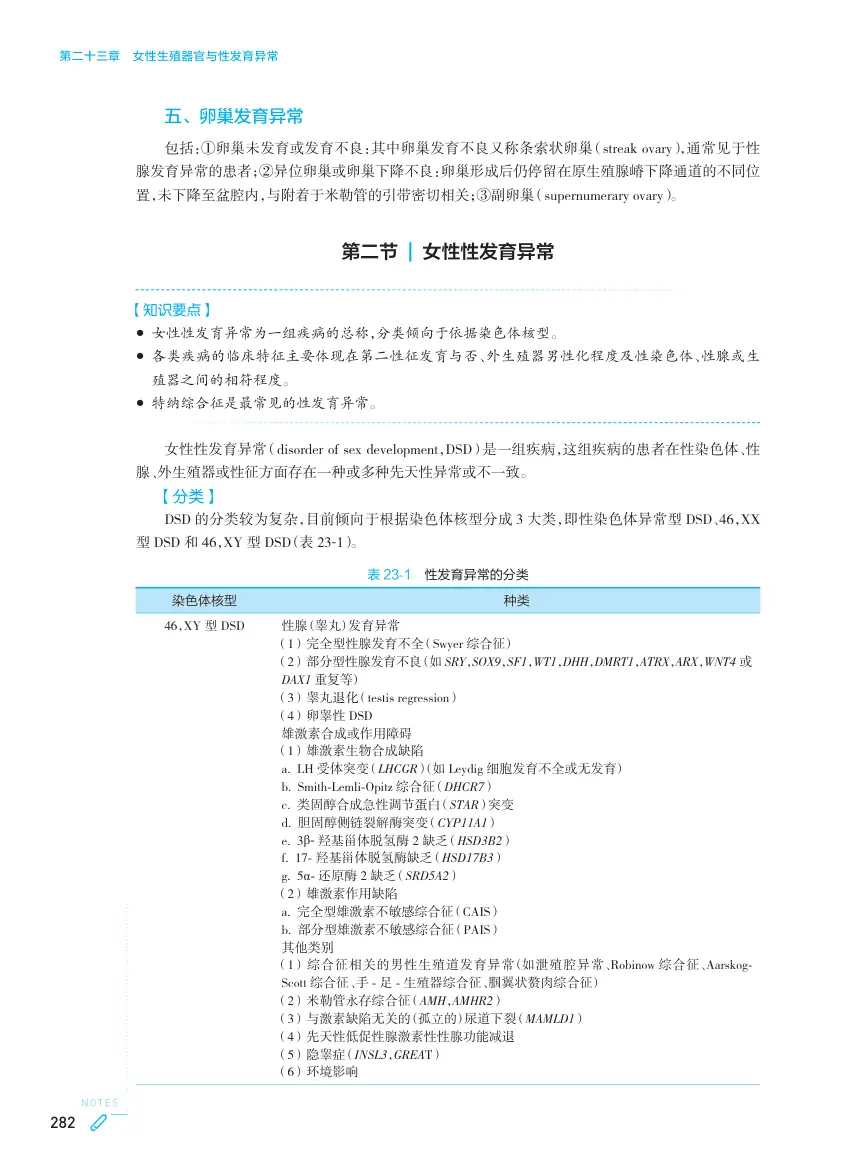 第二十三章　女性生殖器官与性发育异常
五、卵巢发育异常
包括:①卵巢未发育或发育不良:其中卵巢发育不良又称条索状卵巢(streak ovary),通常见于性
腺发育异常的患者;②异位卵巢或卵巢下降不良:卵巢形成后仍停留在原生殖腺嵴下降通道的不同位
置,未下降至盆腔内,与附着于米勒管的引带密切相关;③副卵巢(supernumerary ovary)。
第二节 | 女性性发育异常
【知识要点】
● 女性性发育异常为一组疾病的总称,分类倾向于依据染色体核型。
● 各类疾病的临床特征主要体现在第二性征发育与否、外生殖器男性化程度及性染色体、性腺或生
殖器之间的相符程度。
● 特纳综合征是最常见的性发育异常。
女性性发育异常(disorder of sex development,DSD)是一组疾病,这组疾病的患者在性染色体、性
腺、外生殖器或性征方面存在一种或多种先天性异常或不一致。
【分类】
DSD 的分类较为复杂,目前倾向于根据染色体核型分成 3 大类,即性染色体异常型 DSD、46,XX
型 DSD 和 46,XY 型 DSD(表 23-1)。
表 23-1　性发育异常的分类
染色体核型　种类
46,XY 型 DSD　性腺(睾丸)发育异常
(1)完全型性腺发育不全(Swyer 综合征)
(2)部分型性腺发育不良(如 SRY,SOX9,SF1,WT1,DHH,DMRT1,ATRX,ARX,WNT4 或
DAX1 重复等)
(3)睾丸退化(testis regression)
(4)卵睾性 DSD
雄激素合成或作用障碍
(1)雄激素生物合成缺陷
a. LH 受体突变(LHCGR)(如 Leydig 细胞发育不全或无发育)
b. Smith-Lemli-Opitz 综合征(DHCR7)
c. 类固醇合成急性调节蛋白(STAR)突变
d. 胆固醇侧链裂解酶突变(CYP11A1)
e. 3β- 羟基甾体脱氢酶 2 缺乏(HSD3B2)
f. 17- 羟基甾体脱氢酶缺乏(HSD17B3)
g. 5α- 还原酶 2 缺乏(SRD5A2)
(2)雄激素作用缺陷
a. 完全型雄激素不敏感综合征(CAIS)
b. 部分型雄激素不敏感综合征(PAIS)
其他类别
(1)综合征相关的男性生殖道发育异常(如泄殖腔异常、Robinow 综合征、Aarskog-
Scott 综合征、手 - 足 - 生殖器综合征、腘翼状赘肉综合征)
(2)米勒管永存综合征(AMH,AMHR2)
(3)与激素缺陷无关的(孤立的)尿道下裂(MAMLD1)
(4)先天性低促性腺激素性性腺功能减退
(5)隐睾症(INSL3,GREAT)
(6)环境影响
NOTES
282